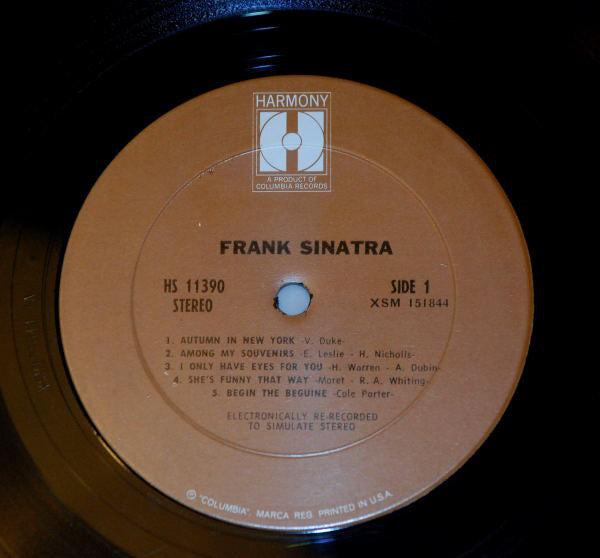 HARMONY
A PRODUCT OF
COLUMBIA RECORDS
FRANK SINATRA
HS 11390
STEREO
SIDE 1
XSM 151844
1. AUTUMN IN NEW YORK -V. Duke-
2. AMONG MY SOUVENIRS -E. Leslie - H. Nicholls-
3. I ONLY HAVE EYES FOR YOU -H. Warren - A. Dubin-
4. SHE'S FUNNY THAT WAY -Moret - R. A. Whiting-
5. BEGIN THE BEGUINE -Cole Porter-
ELECTRONICALLY RE-RECORDED
TO SIMULATE STEREO
℗ "COLUMBIA", MARCA REG. PRINTED IN U.S.A.